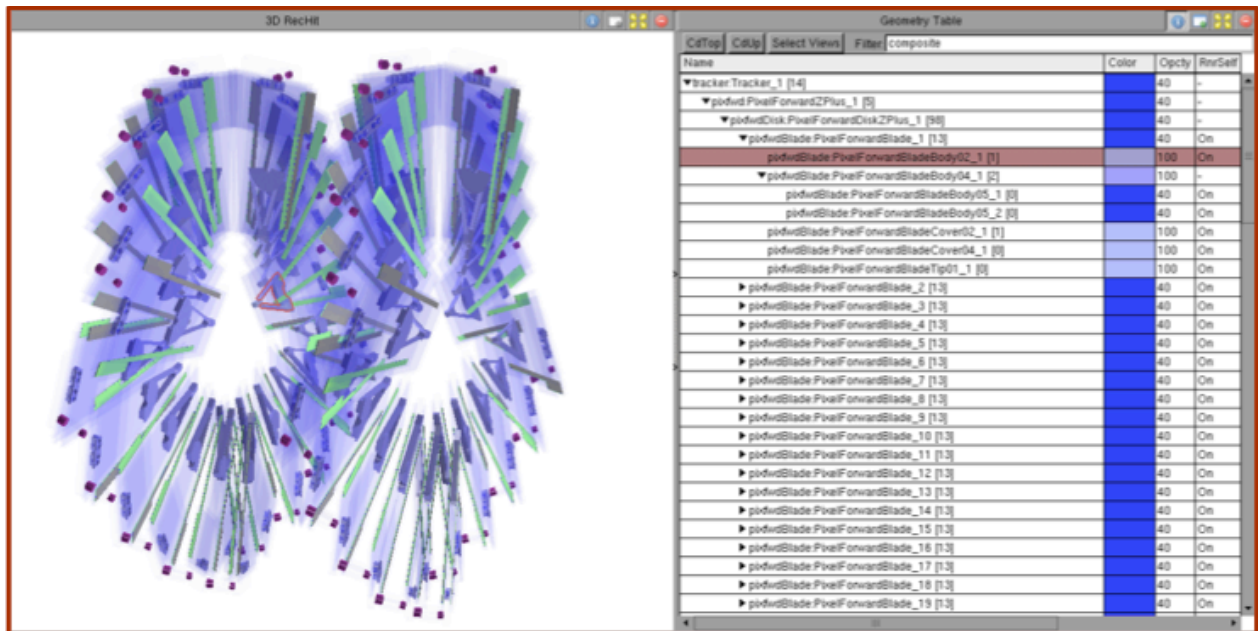 3D RecHit
Geometry Table
CdTop CdUp Select Views Filter: composite
Name Color Opcty RnrSelf
tracker:Tracker_1 [14] 40 -
pixfwd:PixelForwardZPlus_1 [5] 40 -
pixfwdDisk:PixelForwardDiskZPlus_1 [98] 40 -
pixfwdBlade:PixelForwardBlade_1 [13] 40 On
pixfwdBlade:PixelForwardBladeBody02_1 [1] 100 On
pixfwdBlade:PixelForwardBladeBody04_1 [2] 100 -
pixfwdBlade:PixelForwardBladeBody05_1 [0] 40 On
pixfwdBlade:PixelForwardBladeBody05_2 [0] 40 On
pixfwdBlade:PixelForwardBladeCover02_1 [1] 100 On
pixfwdBlade:PixelForwardBladeCover04_1 [0] 100 On
pixfwdBlade:PixelForwardBladeTip01_1 [0] 100 On
pixfwdBlade:PixelForwardBlade_2 [13] 40 On
pixfwdBlade:PixelForwardBlade_3 [13] 40 On
pixfwdBlade:PixelForwardBlade_4 [13] 40 On
pixfwdBlade:PixelForwardBlade_5 [13] 40 On
pixfwdBlade:PixelForwardBlade_6 [13] 40 On
pixfwdBlade:PixelForwardBlade_7 [13] 40 On
pixfwdBlade:PixelForwardBlade_8 [13] 40 On
pixfwdBlade:PixelForwardBlade_9 [13] 40 On
pixfwdBlade:PixelForwardBlade_10 [13] 40 On
pixfwdBlade:PixelForwardBlade_11 [13] 40 On
pixfwdBlade:PixelForwardBlade_12 [13] 40 On
pixfwdBlade:PixelForwardBlade_13 [13] 40 On
pixfwdBlade:PixelForwardBlade_14 [13] 40 On
pixfwdBlade:PixelForwardBlade_15 [13] 40 On
pixfwdBlade:PixelForwardBlade_16 [13] 40 On
pixfwdBlade:PixelForwardBlade_17 [13] 40 On
pixfwdBlade:PixelForwardBlade_18 [13] 40 On
pixfwdBlade:PixelForwardBlade_19 [13] 40 On